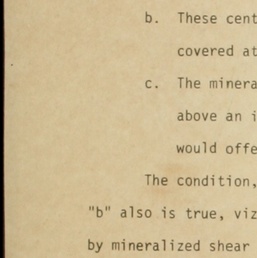 b. These cent
covered at
c. The minera
above an i
would offe
The condition,
"b" also is true, viz
by mineralized shear